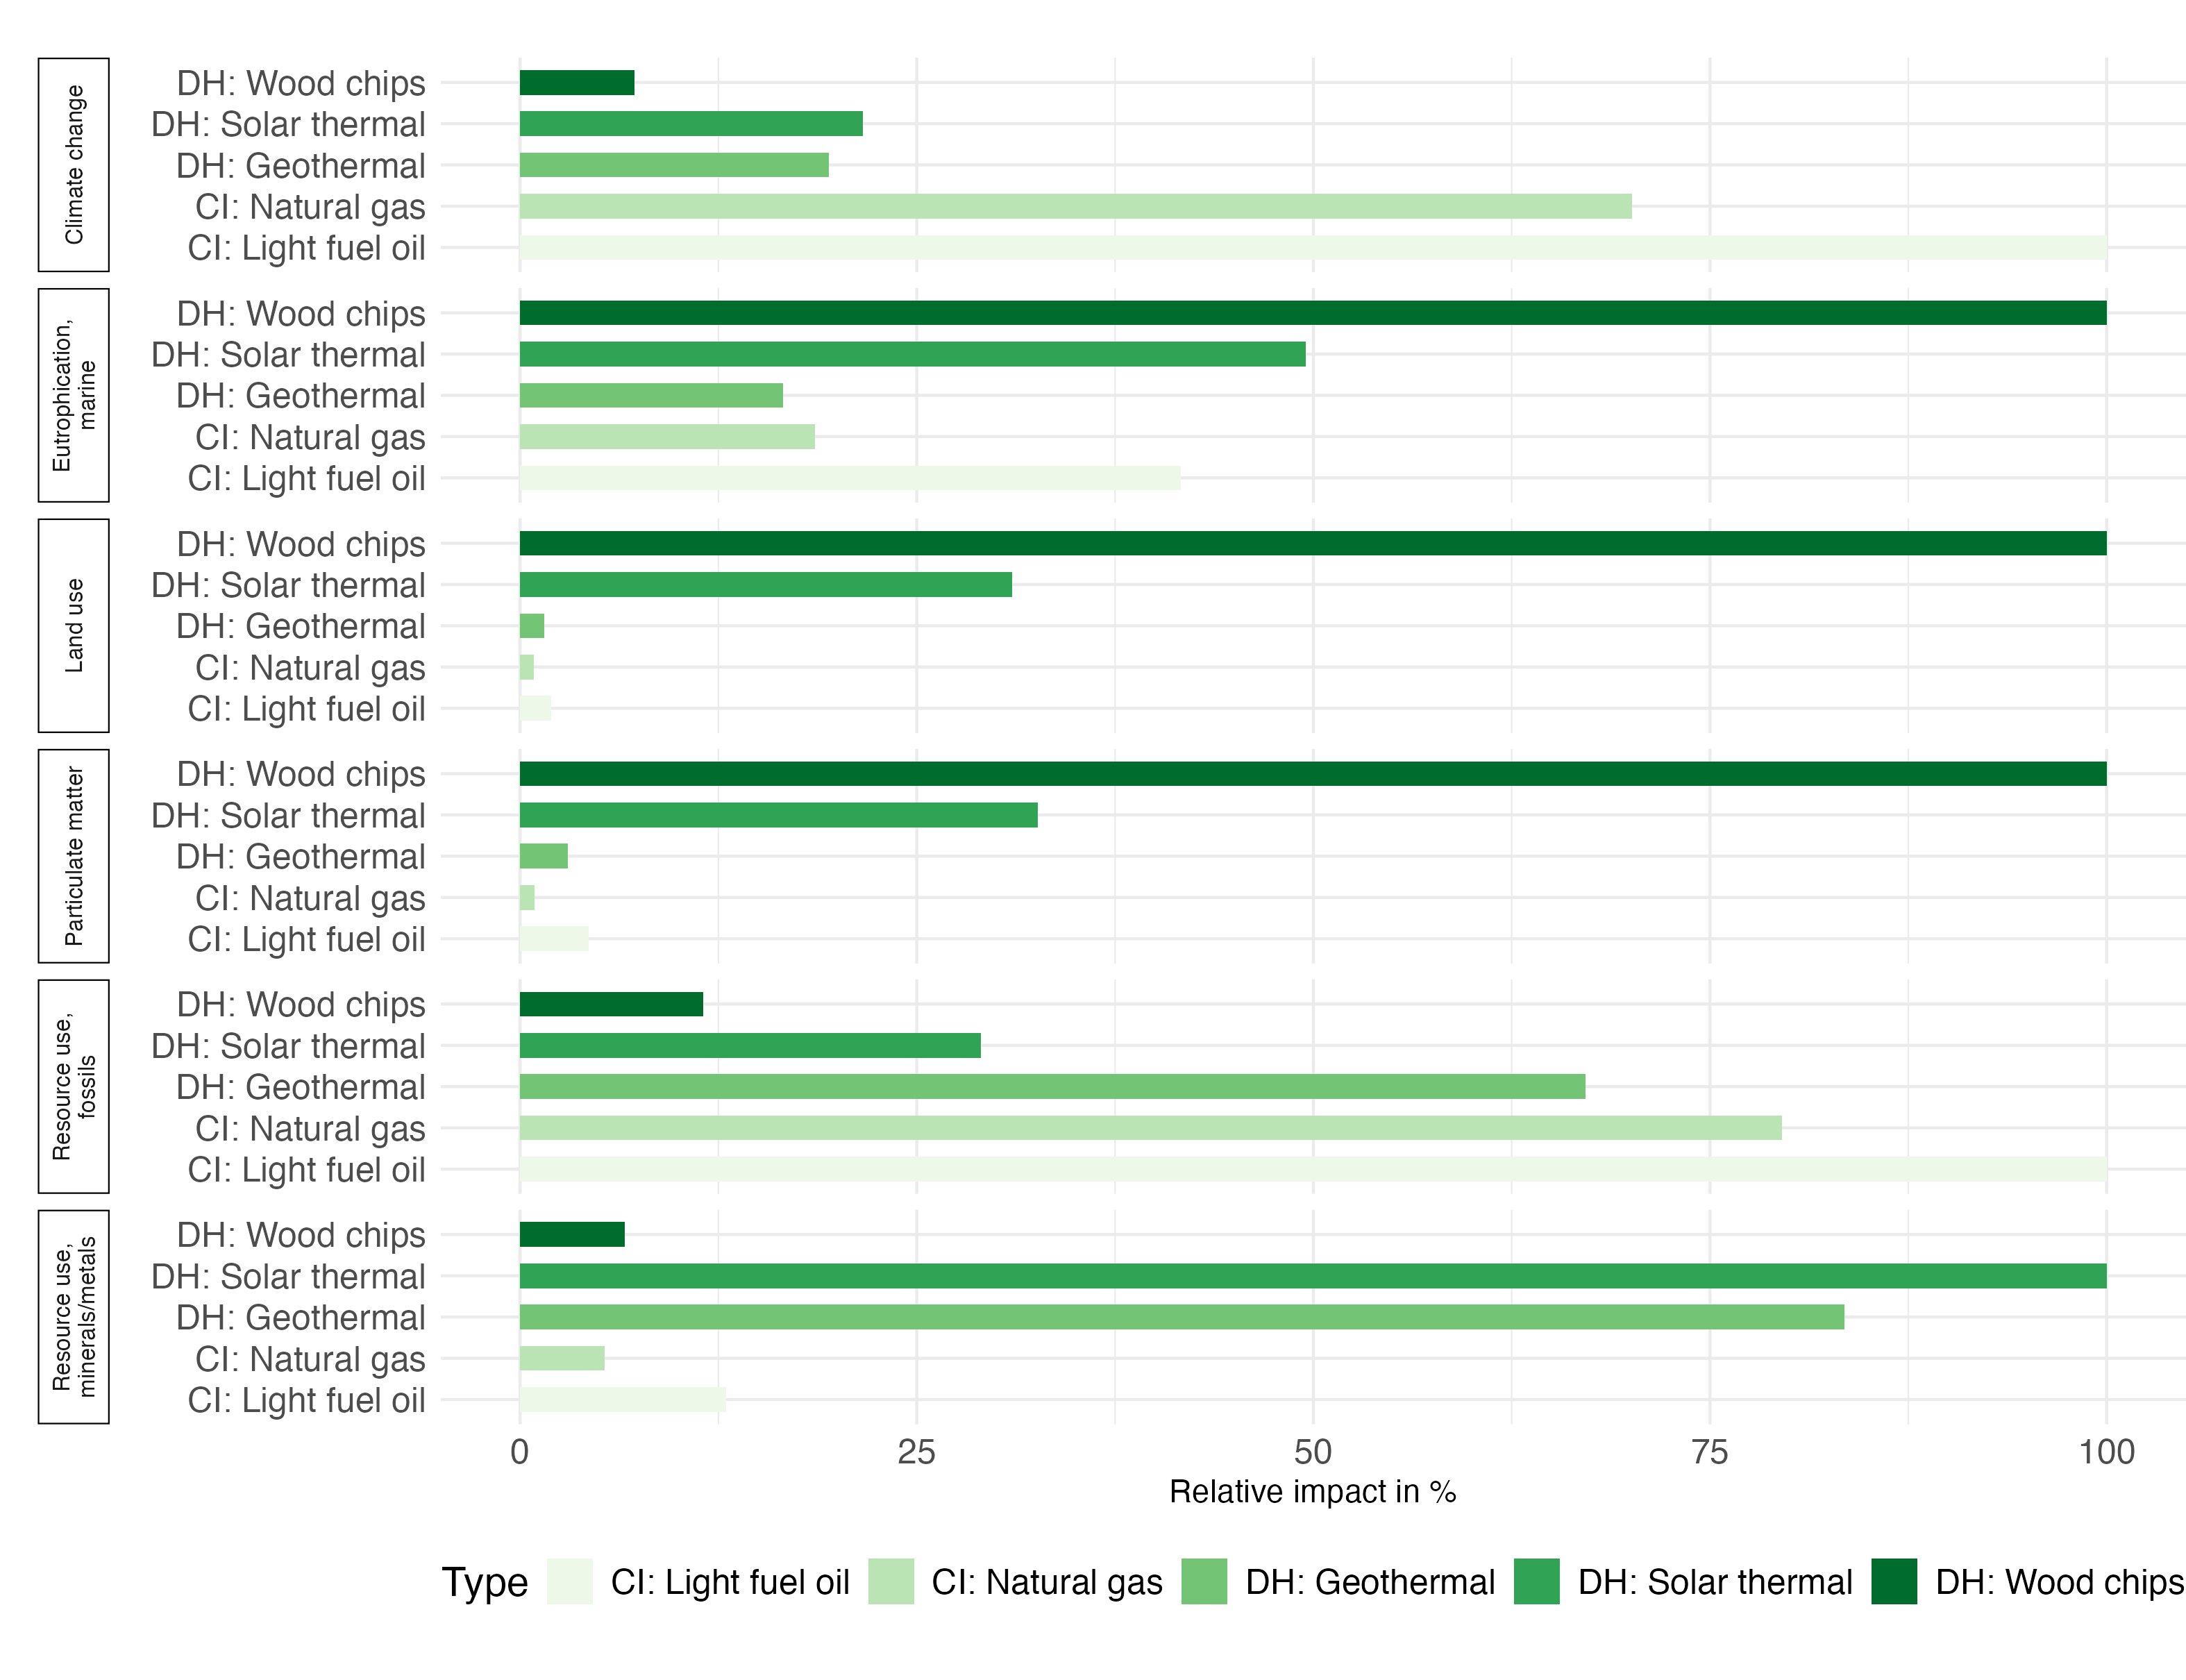 Climate change
DH: Wood chips
DH: Solar thermal
DH: Geothermal
CI: Natural gas
CI: Light fuel oil
Eutrophication,
marine
DH: Wood chips
DH: Solar thermal
DH: Geothermal
CI: Natural gas
CI: Light fuel oil
Land use
DH: Wood chips
DH: Solar thermal
DH: Geothermal
CI: Natural gas
CI: Light fuel oil
Particulate matter
DH: Wood chips
DH: Solar thermal
DH: Geothermal
CI: Natural gas
CI: Light fuel oil
Resource use,
fossils
DH: Wood chips
DH: Solar thermal
DH: Geothermal
CI: Natural gas
CI: Light fuel oil
Resource use,
minerals/metals
DH: Wood chips
DH: Solar thermal
DH: Geothermal
CI: Natural gas
CI: Light fuel oil
0 25 50 75 100
Relative impact in %
Type CI: Light fuel oil CI: Natural gas DH: Geothermal DH: Solar thermal DH: Wood chips